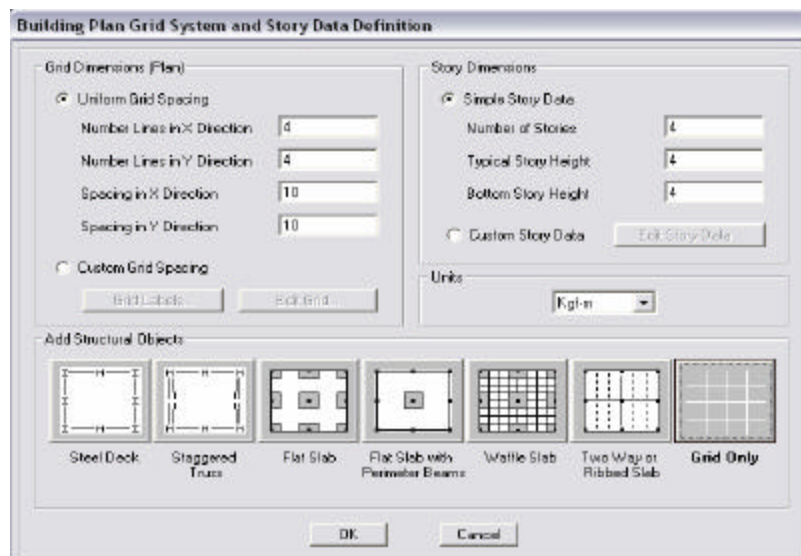 Building Plan Grid System and Story Data Definition
Grid Dimensions (Plan)
Uniform Grid Spacing
Number Lines in X Direction 4
Number Lines in Y Direction 4
Spacing in X Direction 10
Spacing in Y Direction 10
Custom Grid Spacing
Grid Labels... Edit Grid...
Story Dimensions
Simple Story Data
Number of Stories 4
Typical Story Height 4
Bottom Story Height 4
Custom Story Data Edit Story Data...
Units
Kgf-m
Add Structural Objects
Steel Deck
Staggered
Truss
Flat Slab
Flat Slab with
Perimeter Beams
Waffle Slab
Two Way or
Ribbed Slab
Grid Only
OK Cancel